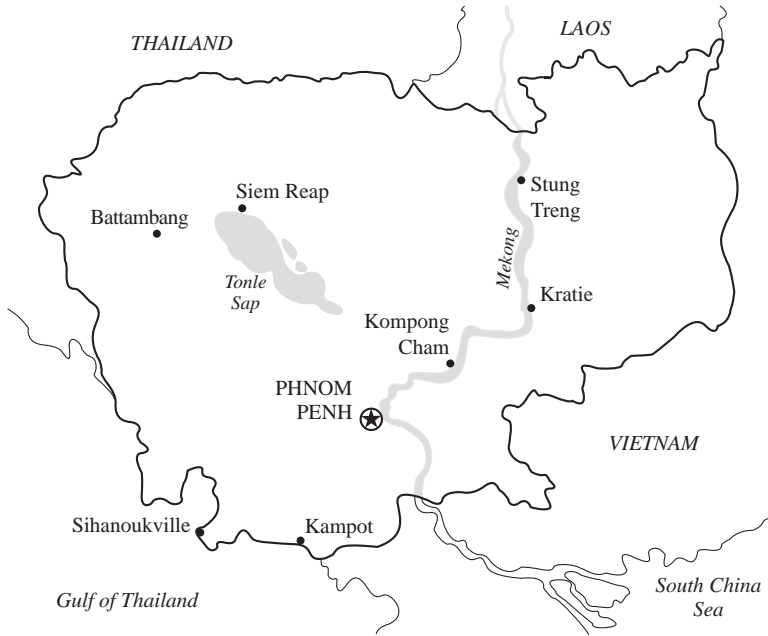 THAILAND
LAOS
Siem Reap
Battambang
Stung
Treng
Mekong
Tonle
Sap
Kratie
Kompong
Cham
PHNOM
PENH
VIETNAM
Sihanoukville
Kampot
Gulf of Thailand
South China
Sea